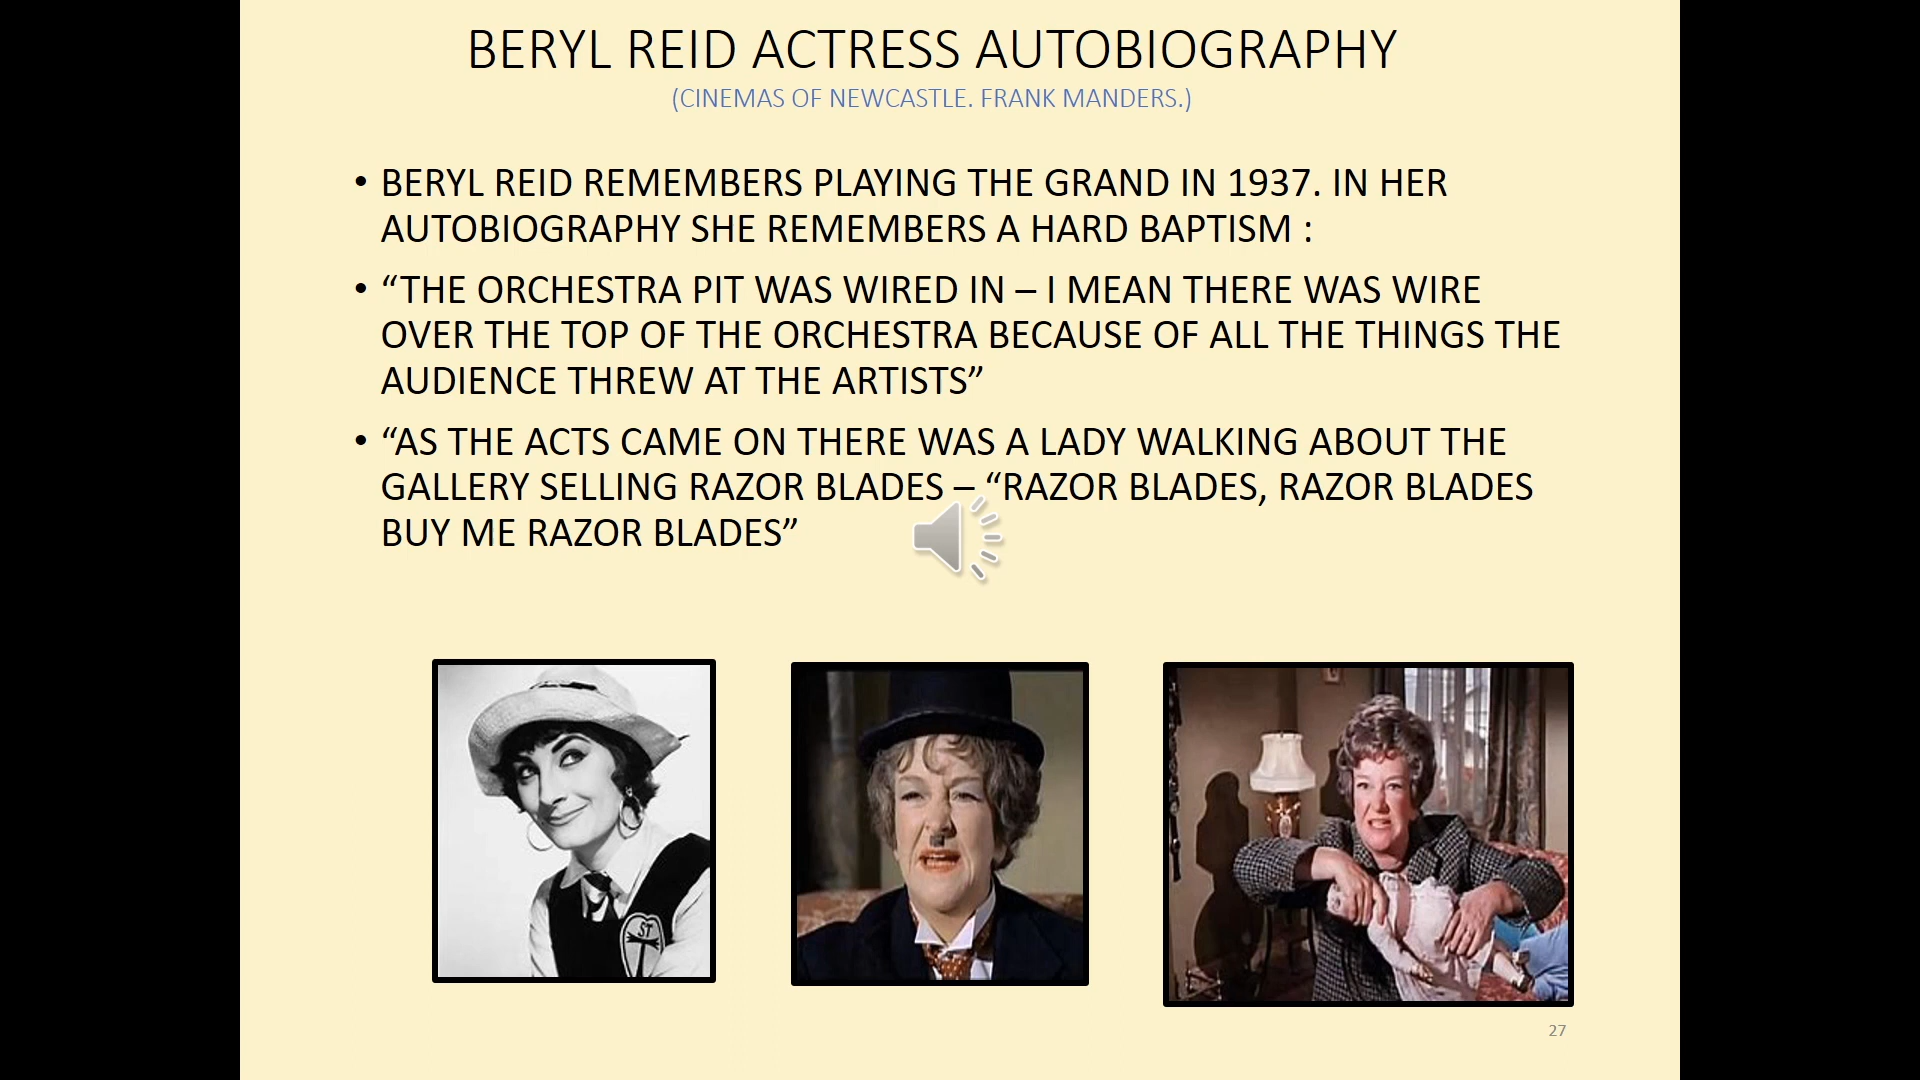 BERYL REID ACTRESS AUTOBIOGRAPHY
(CINEMAS OF NEWCASTLE. FRANK MANDERS.)
• BERYL REID REMEMBERS PLAYING THE GRAND IN 1937. IN HER
AUTOBIOGRAPHY SHE REMEMBERS A HARD BAPTISM :
• “THE ORCHESTRA PIT WAS WIRED IN – I MEAN THERE WAS WIRE
OVER THE TOP OF THE ORCHESTRA BECAUSE OF ALL THE THINGS THE
AUDIENCE THREW AT THE ARTISTS”
• “AS THE ACTS CAME ON THERE WAS A LADY WALKING ABOUT THE
GALLERY SELLING RAZOR BLADES – “RAZOR BLADES, RAZOR BLADES
BUY ME RAZOR BLADES”
ST
27